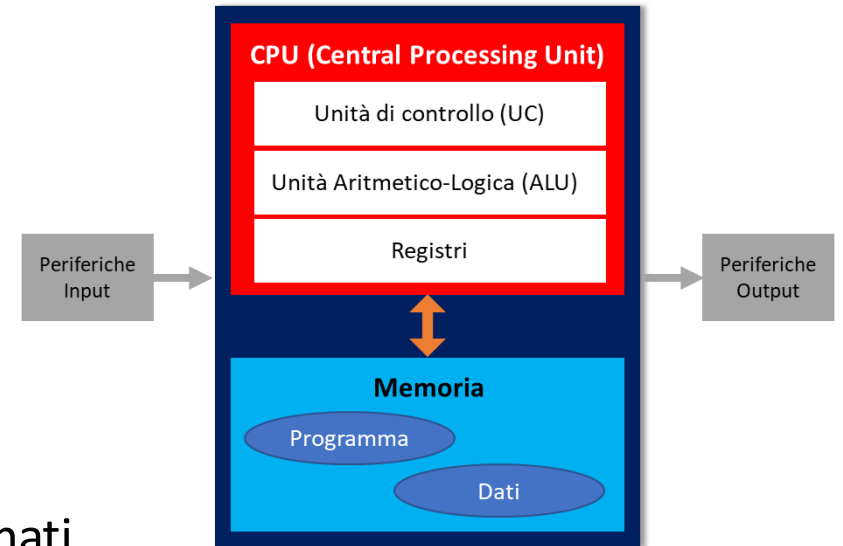 CPU (Central Processing Unit)
Unità di controllo (UC)
Unità Aritmetico-Logica (ALU)
Registri
Periferiche
Input
Periferiche
Output
Memoria
Programma
Dati